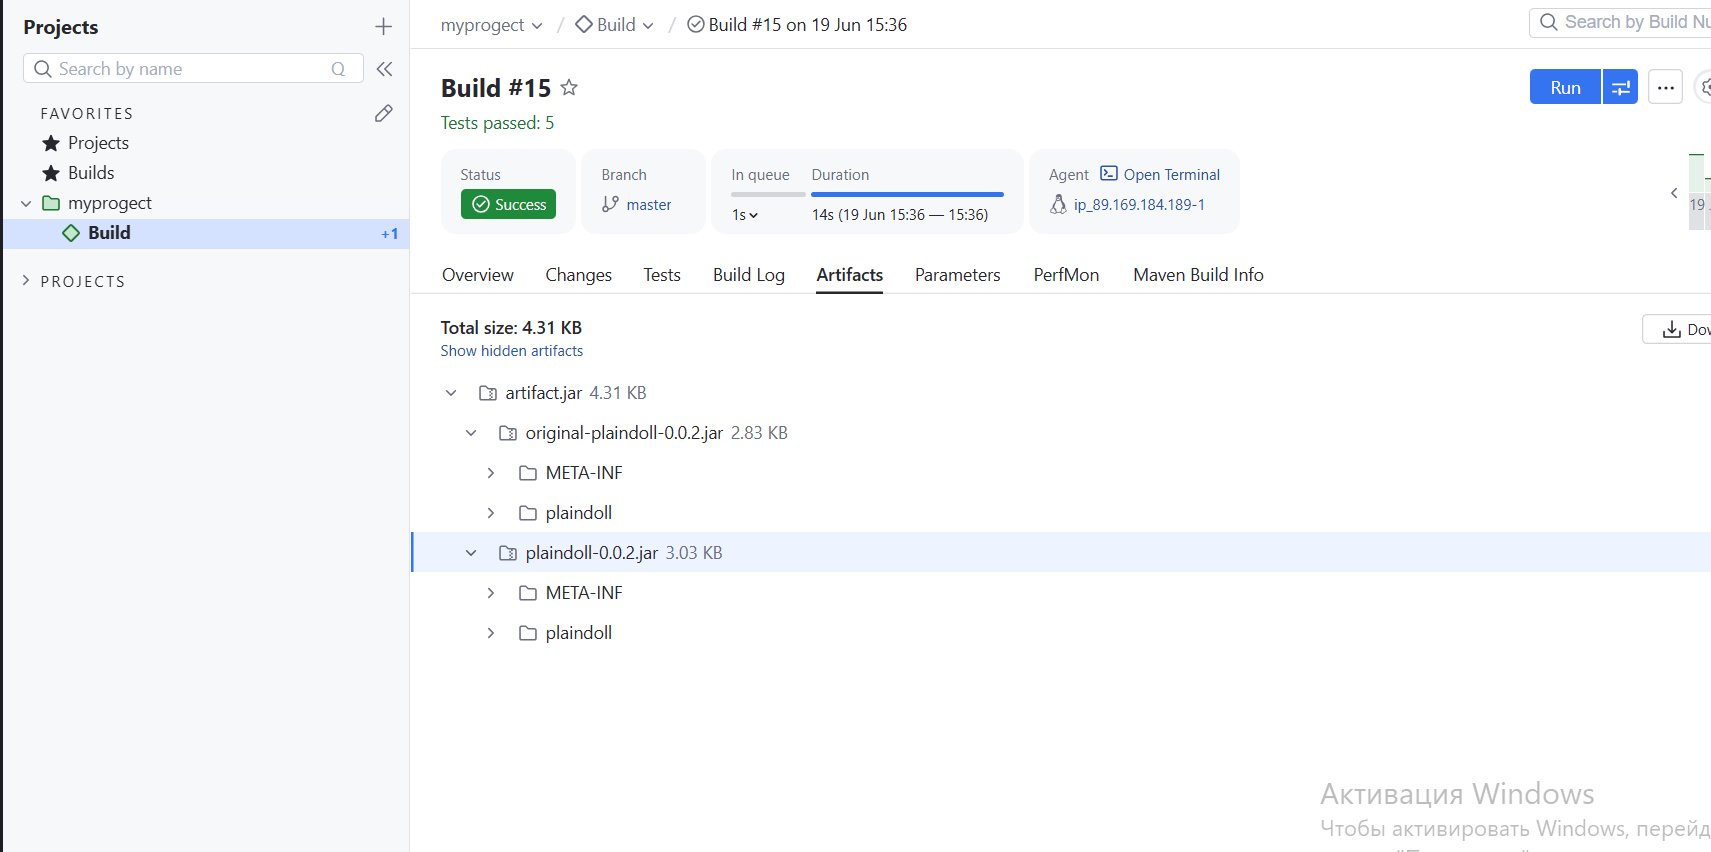 Projects
Search by name Q
FAVORITES
Projects
Builds
myprogect
Build +1
PROJECTS
myprogect / Build / Build #15 on 19 Jun 15:36
Search by Build Nu
Build #15
Run
Tests passed: 5
Status
Success
Branch
master
In queue
1s
Duration
14s (19 Jun 15:36 — 15:36)
Agent Open Terminal
ip_89.169.184.189-1
19
Overview Changes Tests Build Log Artifacts Parameters PerfMon Maven Build Info
Total size: 4.31 KB
Show hidden artifacts
Dow
artifact.jar 4.31 KB
original-plaindoll-0.0.2.jar 2.83 KB
META-INF
plaindoll
plaindoll-0.0.2.jar 3.03 KB
META-INF
plaindoll
Активация Windows
Чтобы активировать Windows, перейд